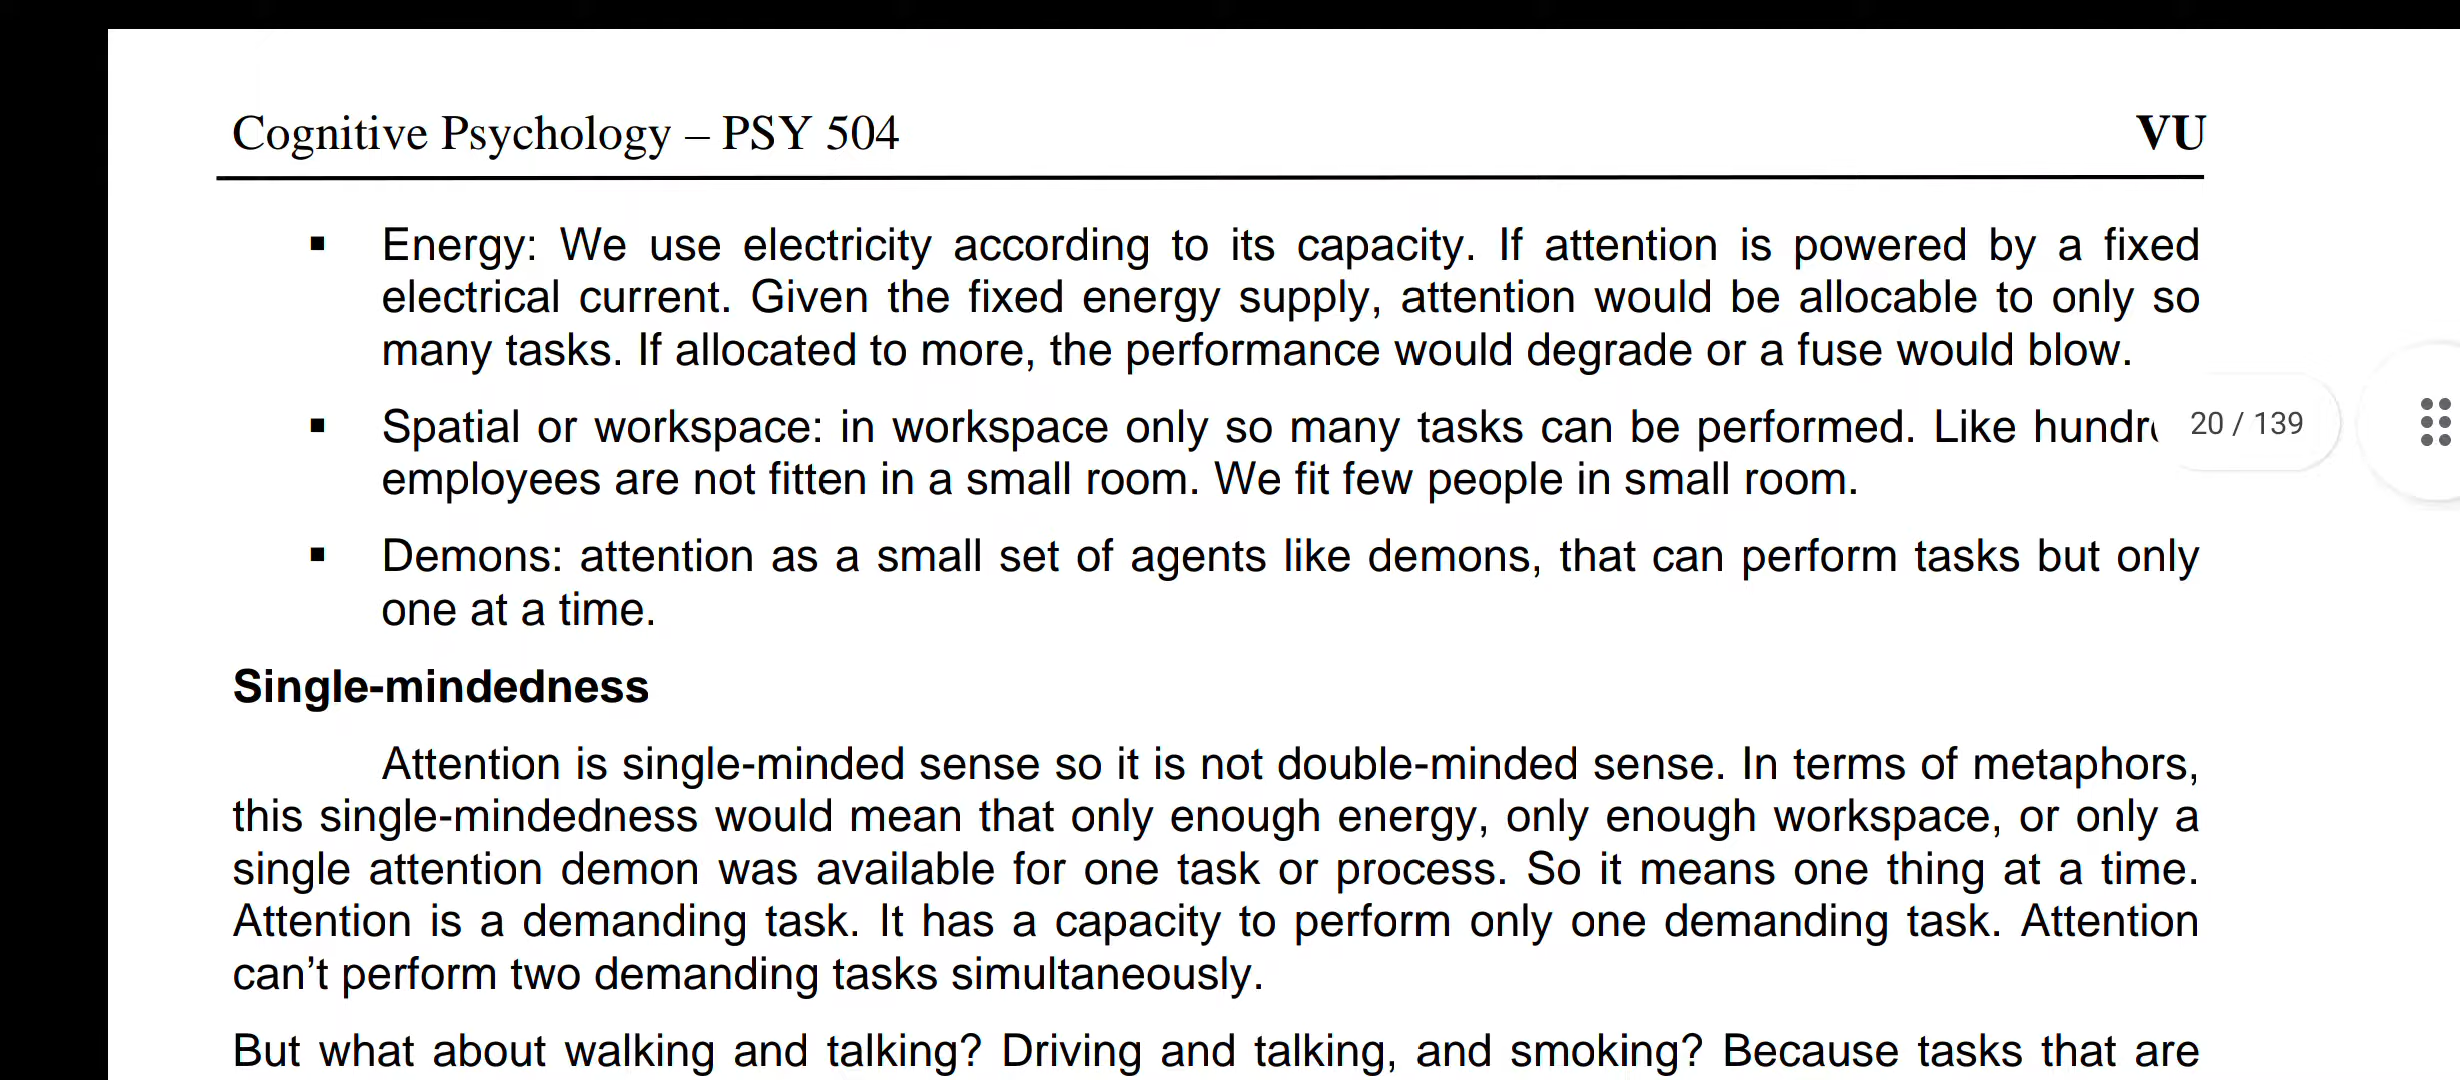 Cognitive Psychology – PSY 504 VU
▪ Energy: We use electricity according to its capacity. If attention is powered by a fixed
electrical current. Given the fixed energy supply, attention would be allocable to only so
many tasks. If allocated to more, the performance would degrade or a fuse would blow.
▪ Spatial or workspace: in workspace only so many tasks can be performed. Like
20 / 139
employees are not fitten in a small room. We fit few people in small room.
▪ Demons: attention as a small set of agents like demons, that can perform tasks but only
one at a time.
Single-mindedness
Attention is single-minded sense so it is not double-minded sense. In terms of metaphors,
this single-mindedness would mean that only enough energy, only enough workspace, or only a
single attention demon was available for one task or process. So it means one thing at a time.
Attention is a demanding task. It has a capacity to perform only one demanding task. Attention
can’t perform two demanding tasks simultaneously.
But what about walking and talking? Driving and talking, and smoking? Because tasks that are